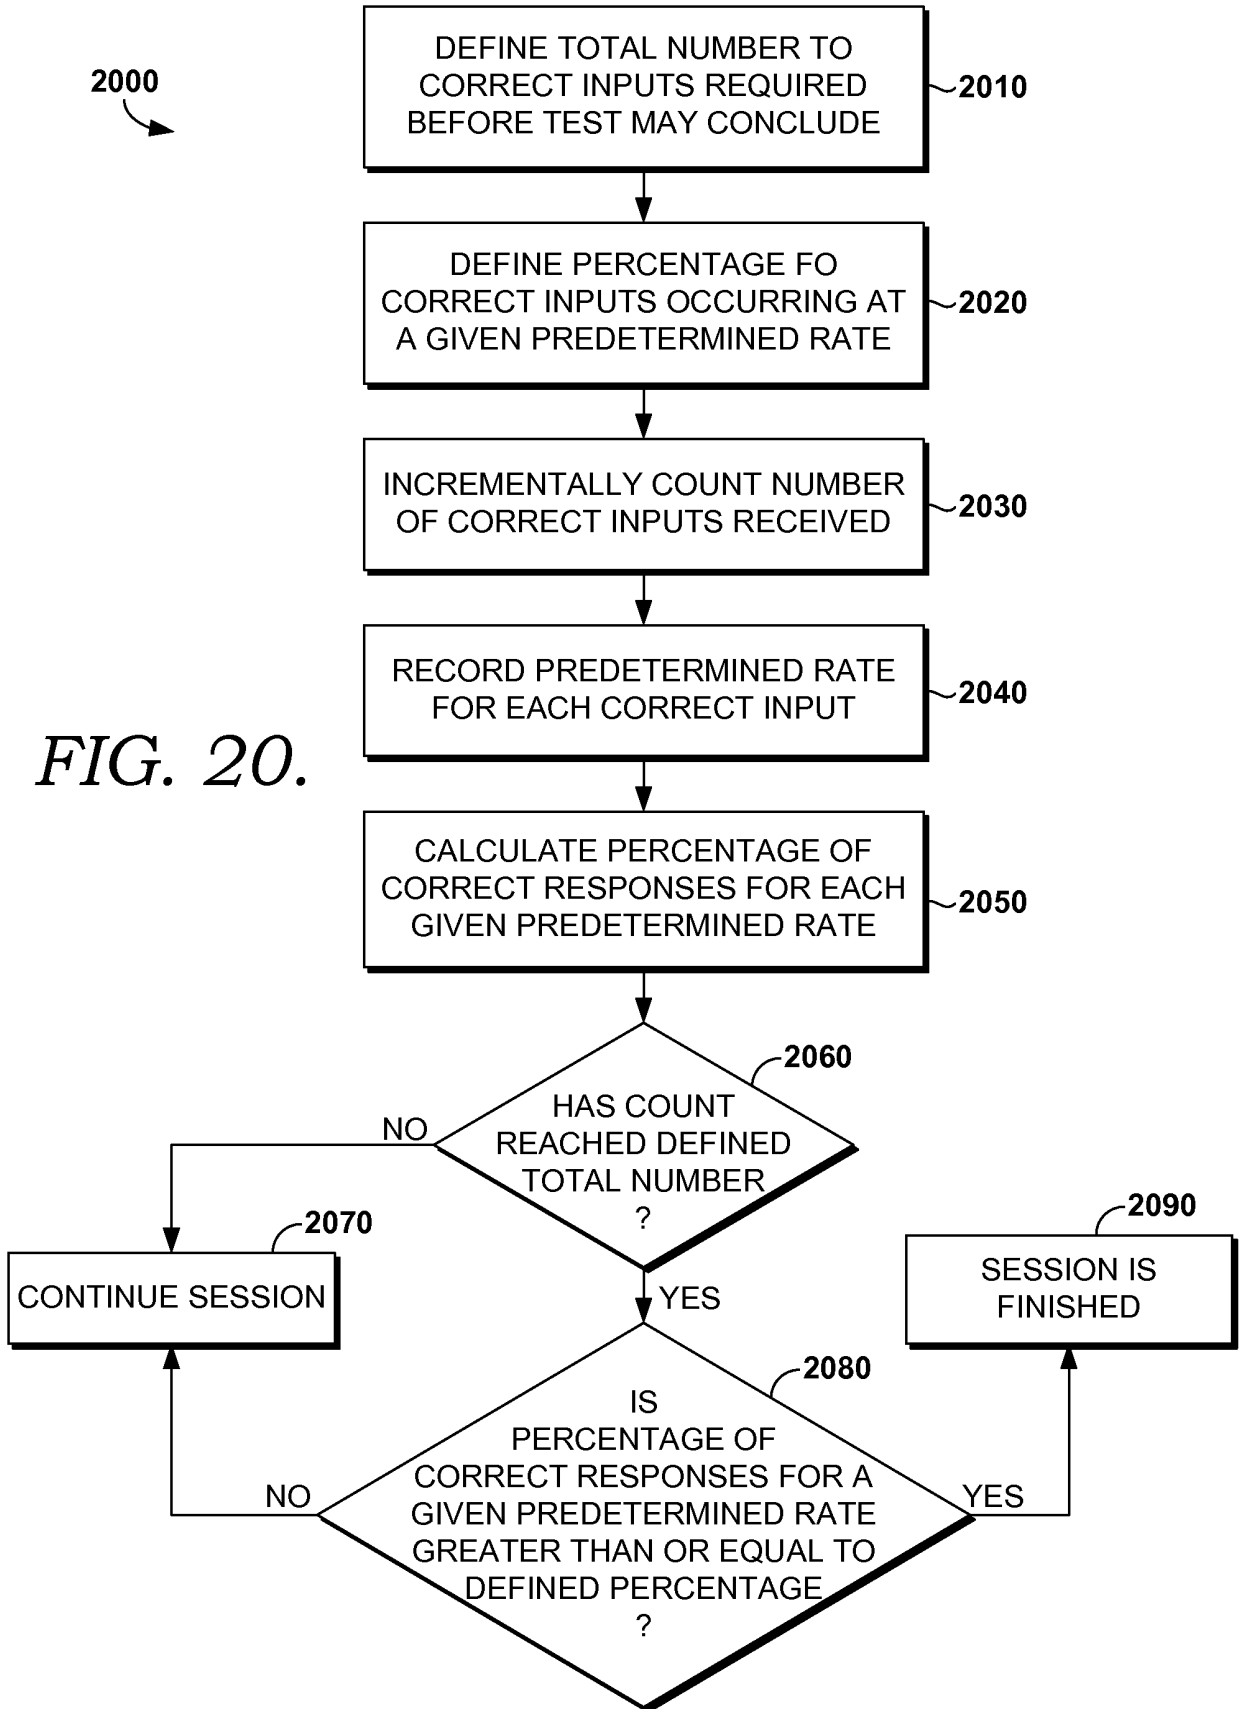 2000
DEFINE TOTAL NUMBER TO
CORRECT INPUTS REQUIRED
BEFORE TEST MAY CONCLUDE
2010
DEFINE PERCENTAGE FO
CORRECT INPUTS OCCURRING AT
A GIVEN PREDETERMINED RATE
2020
INCREMENTALLY COUNT NUMBER
OF CORRECT INPUTS RECEIVED
2030
RECORD PREDETERMINED RATE
FOR EACH CORRECT INPUT
2040
FIG. 20.
CALCULATE PERCENTAGE OF
CORRECT RESPONSES FOR EACH
GIVEN PREDETERMINED RATE
2050
2060
HAS COUNT
REACHED DEFINED
TOTAL NUMBER
?
NO
2070
CONTINUE SESSION
YES
2090
SESSION IS
FINISHED
2080
IS
PERCENTAGE OF
CORRECT RESPONSES FOR A
GIVEN PREDETERMINED RATE
GREATER THAN OR EQUAL TO
DEFINED PERCENTAGE
?
NO
YES